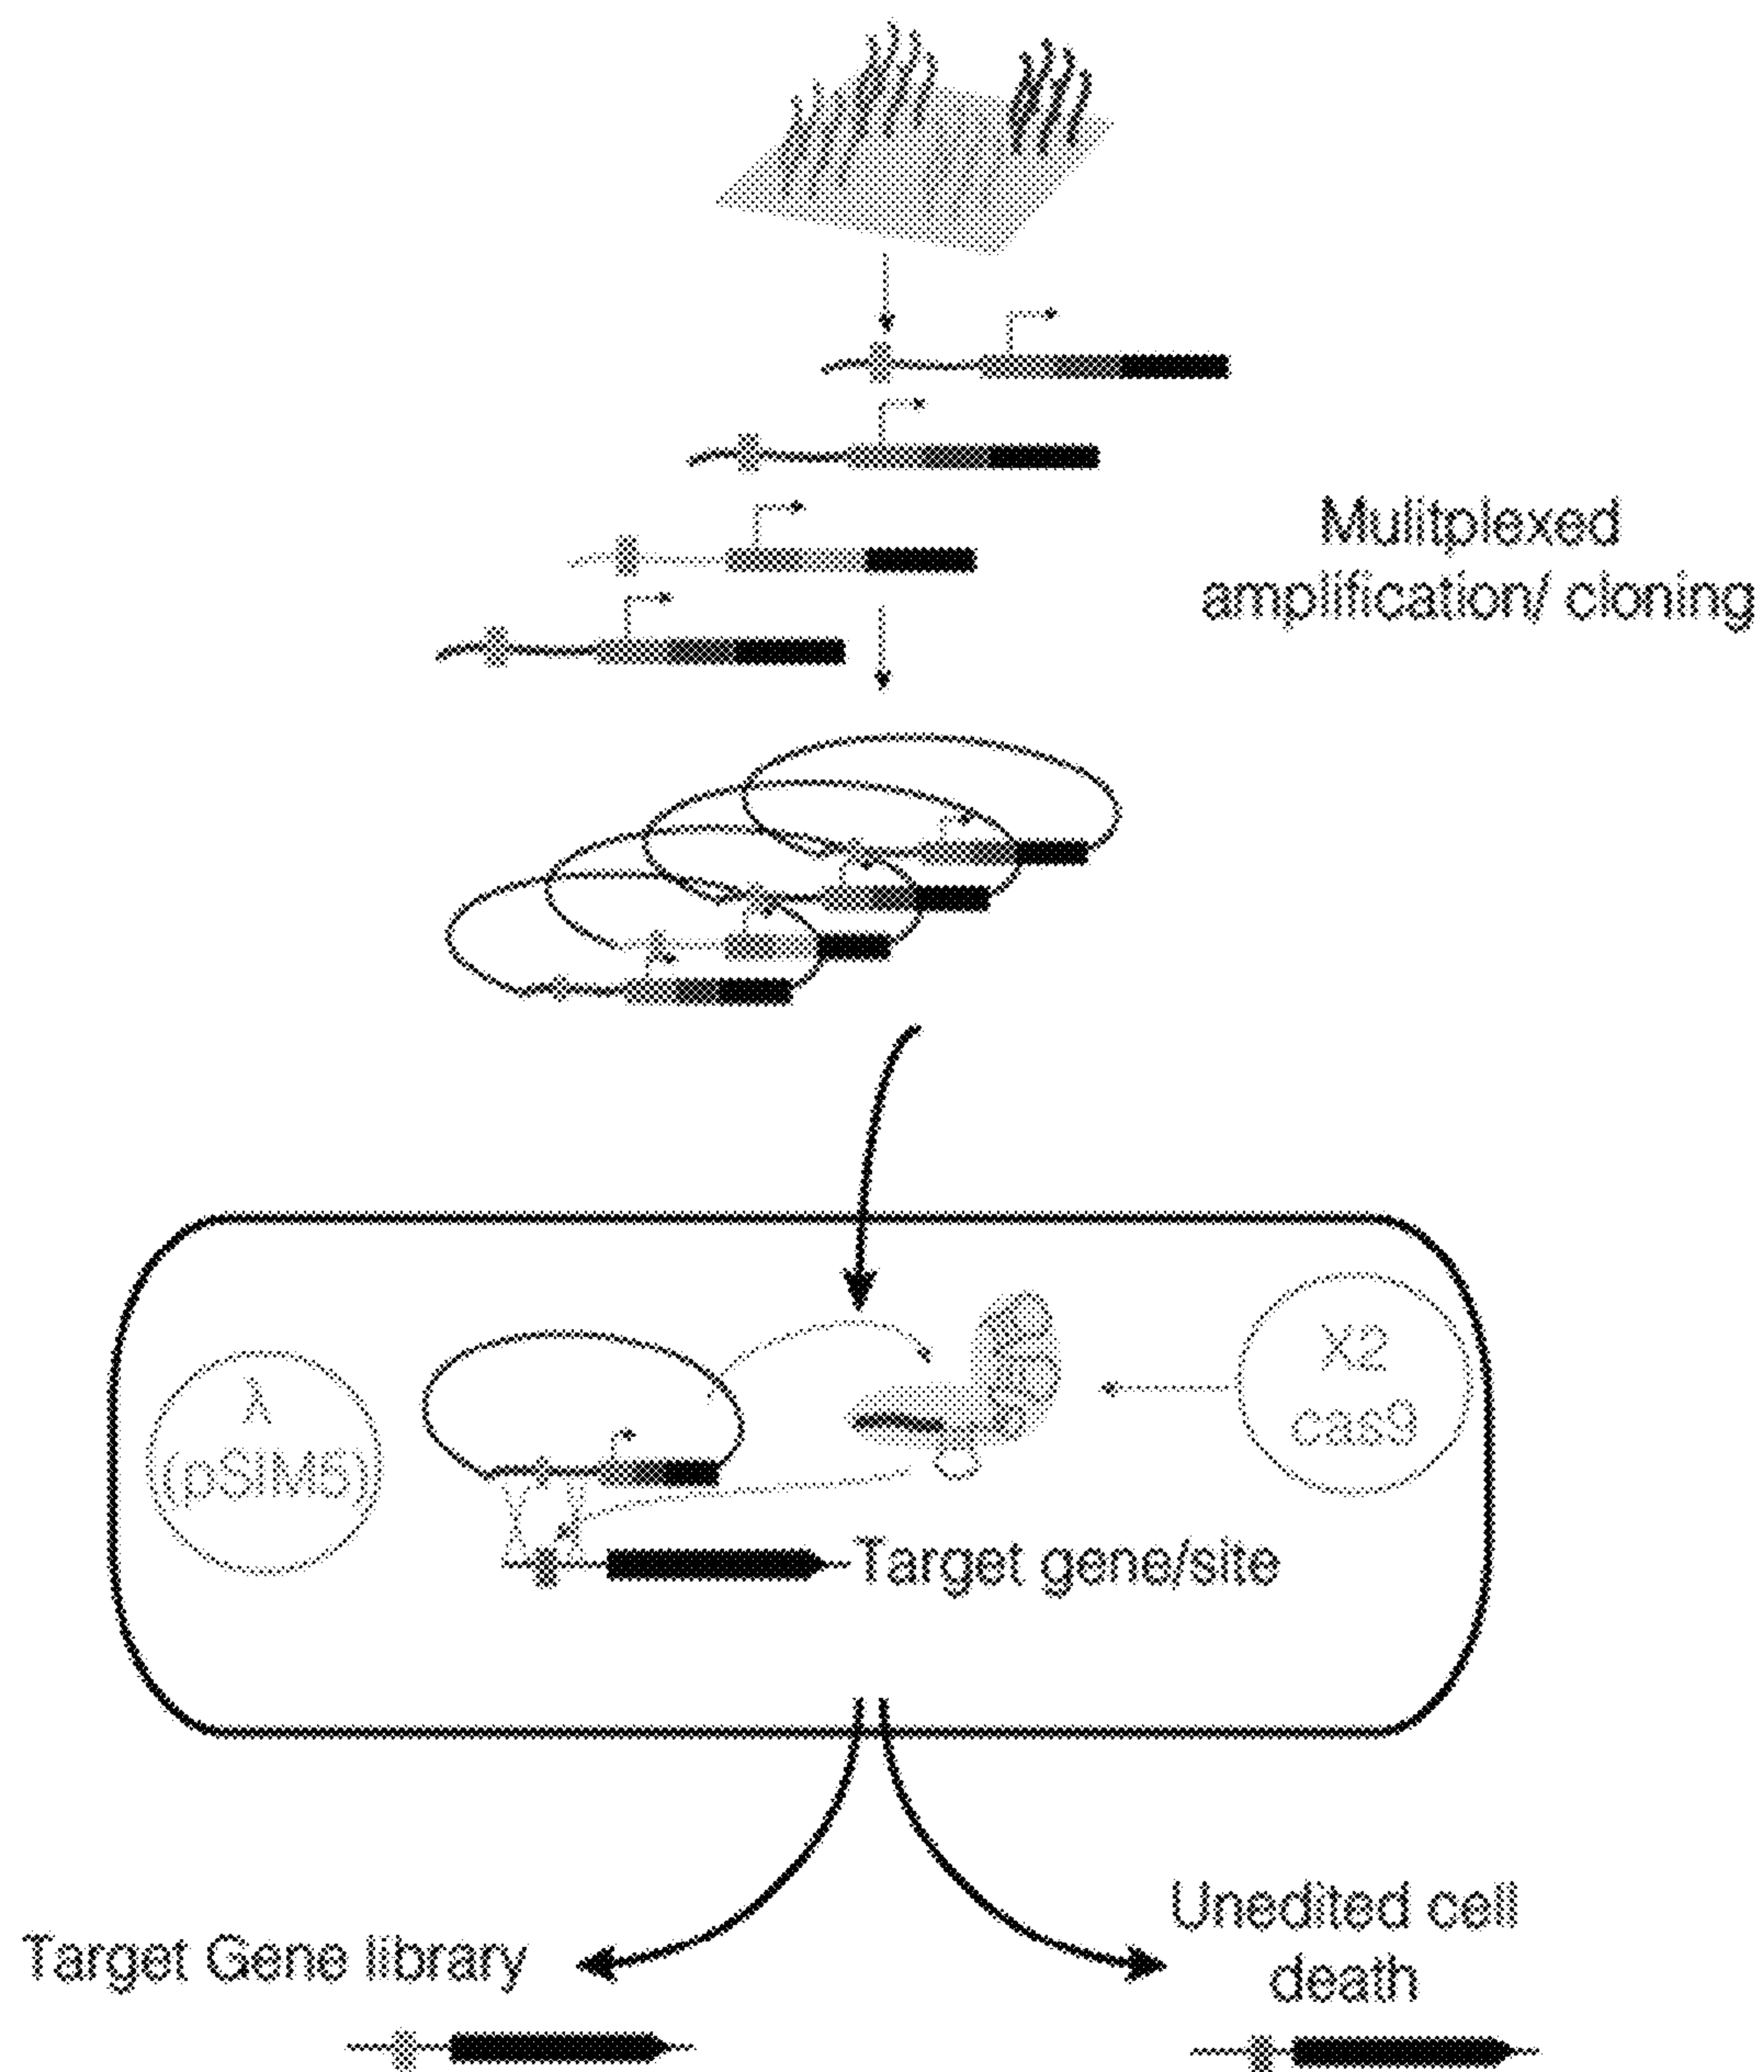 Mulitplexed
amplification/ cloning
λ
(pSIM5)
X2
cas9
Target gene/site
Unedited cell
death
Target Gene library